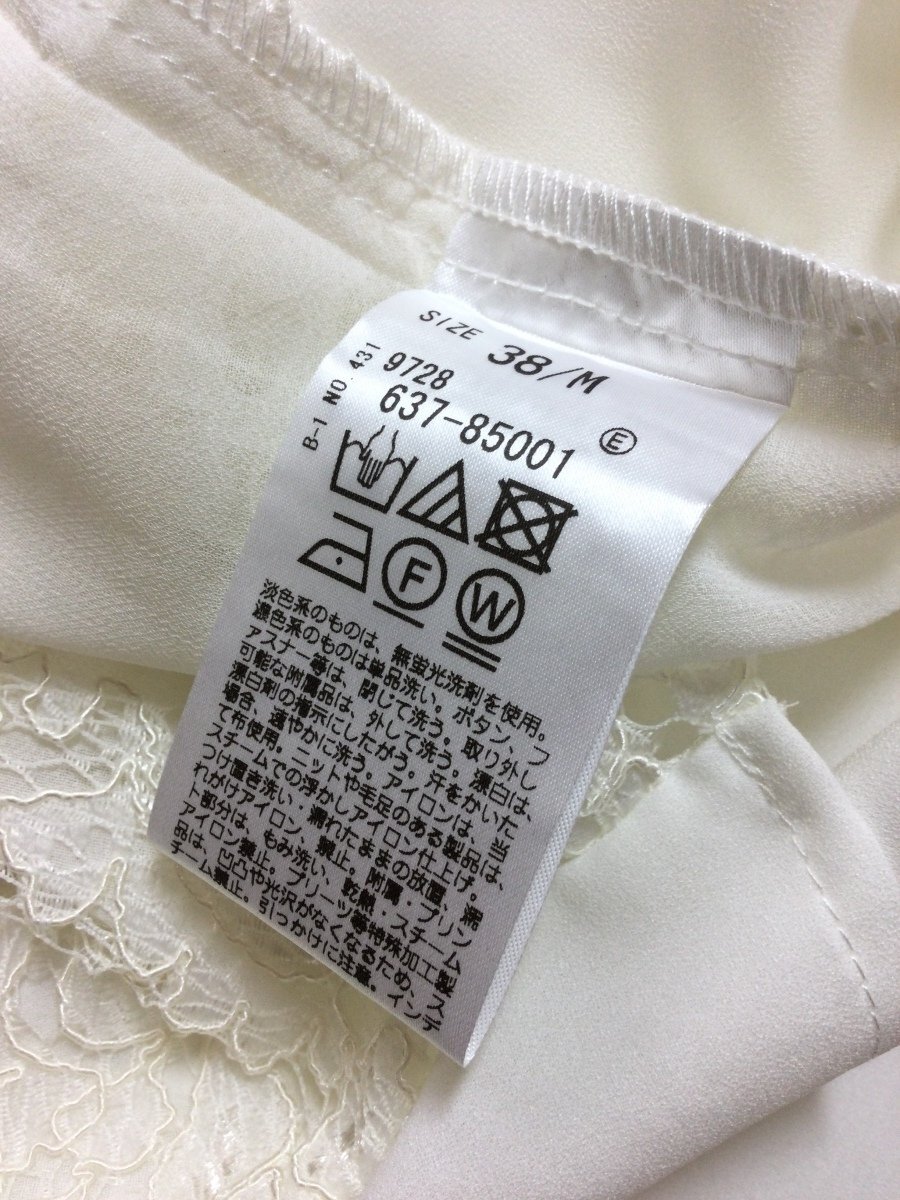 SIZE 38/M
B-1 NO 431
9728
637-85001
E
F
W
淡色系のものは、無蛍光洗剤を使用。
濃色系のものは単品洗い。ボタン、フ
ァスナー等は、閉じて洗う。取り外し
可能な附属品は、外して洗う。漂白は、
漂白剤の指示にしたがう。汗をかいた
場合、速やかに洗う。アイロンは、当
て布使用。ニットや毛足のある製品は、
スチームでの浮かしアイロン仕上げ。
つけ置き洗い・濡れたままの放置、濡
れがけアイロン、禁止。附属・プリン
ト部分は、もみ洗い、乾熱・スチーム
アイロン禁止。プリーツ等特殊加工製
品は、凹凸や光沢がなくなるため、ス
チーム禁止。引っかけに注意。インテ